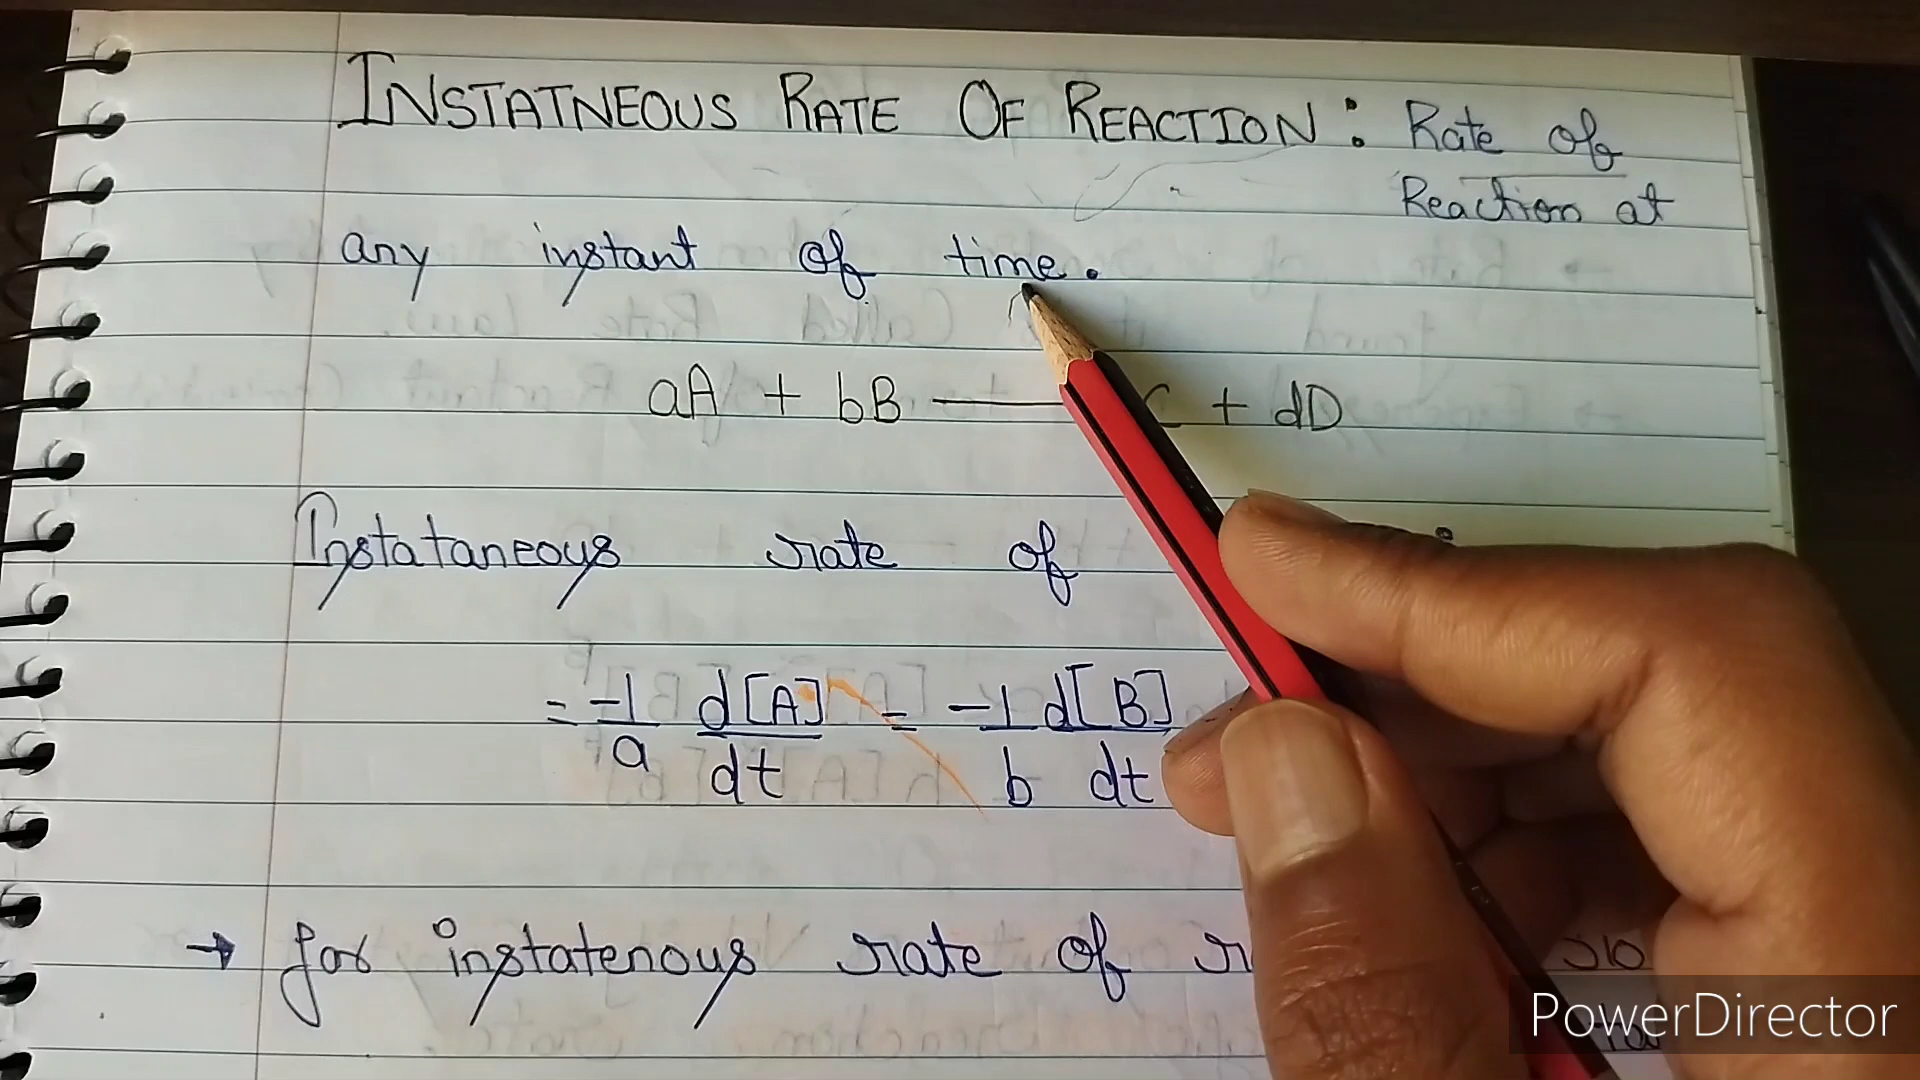 INSTATNEOUS RATE OF REACTION: Rate of
Reaction at
any instant of time.
aA + bB — C + dD
Instataneous rate of
= -1/a d[A]/dt = -1/b d[B]/dt
→ for instatenous rate of
PowerDirector